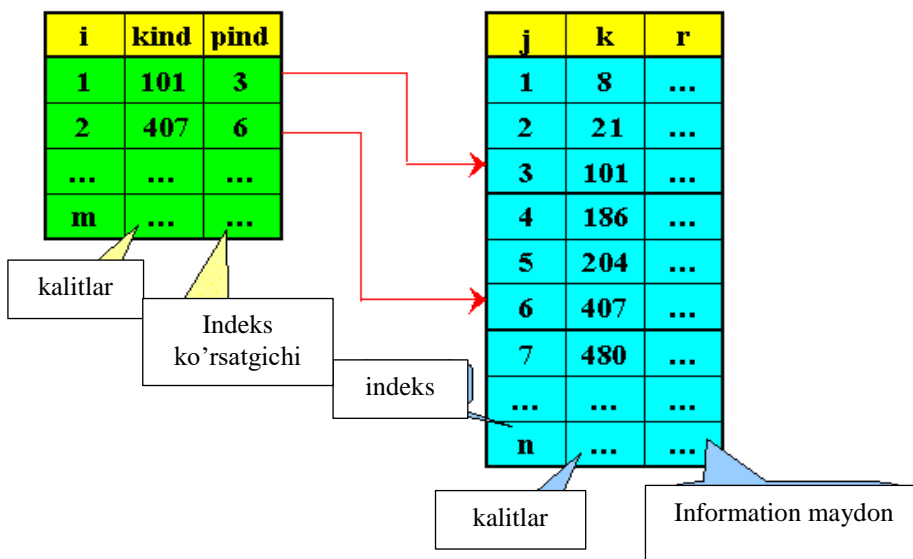 i kind pind
1 101 3
2 407 6
... ... ...
m ... ...
kalitlar
Indeks
ko’rsatgichi
indeks
j k r
1 8 ...
2 21 ...
3 101 ...
4 186 ...
5 204 ...
6 407 ...
7 480 ...
... ... ...
n ... ...
kalitlar
Information maydon